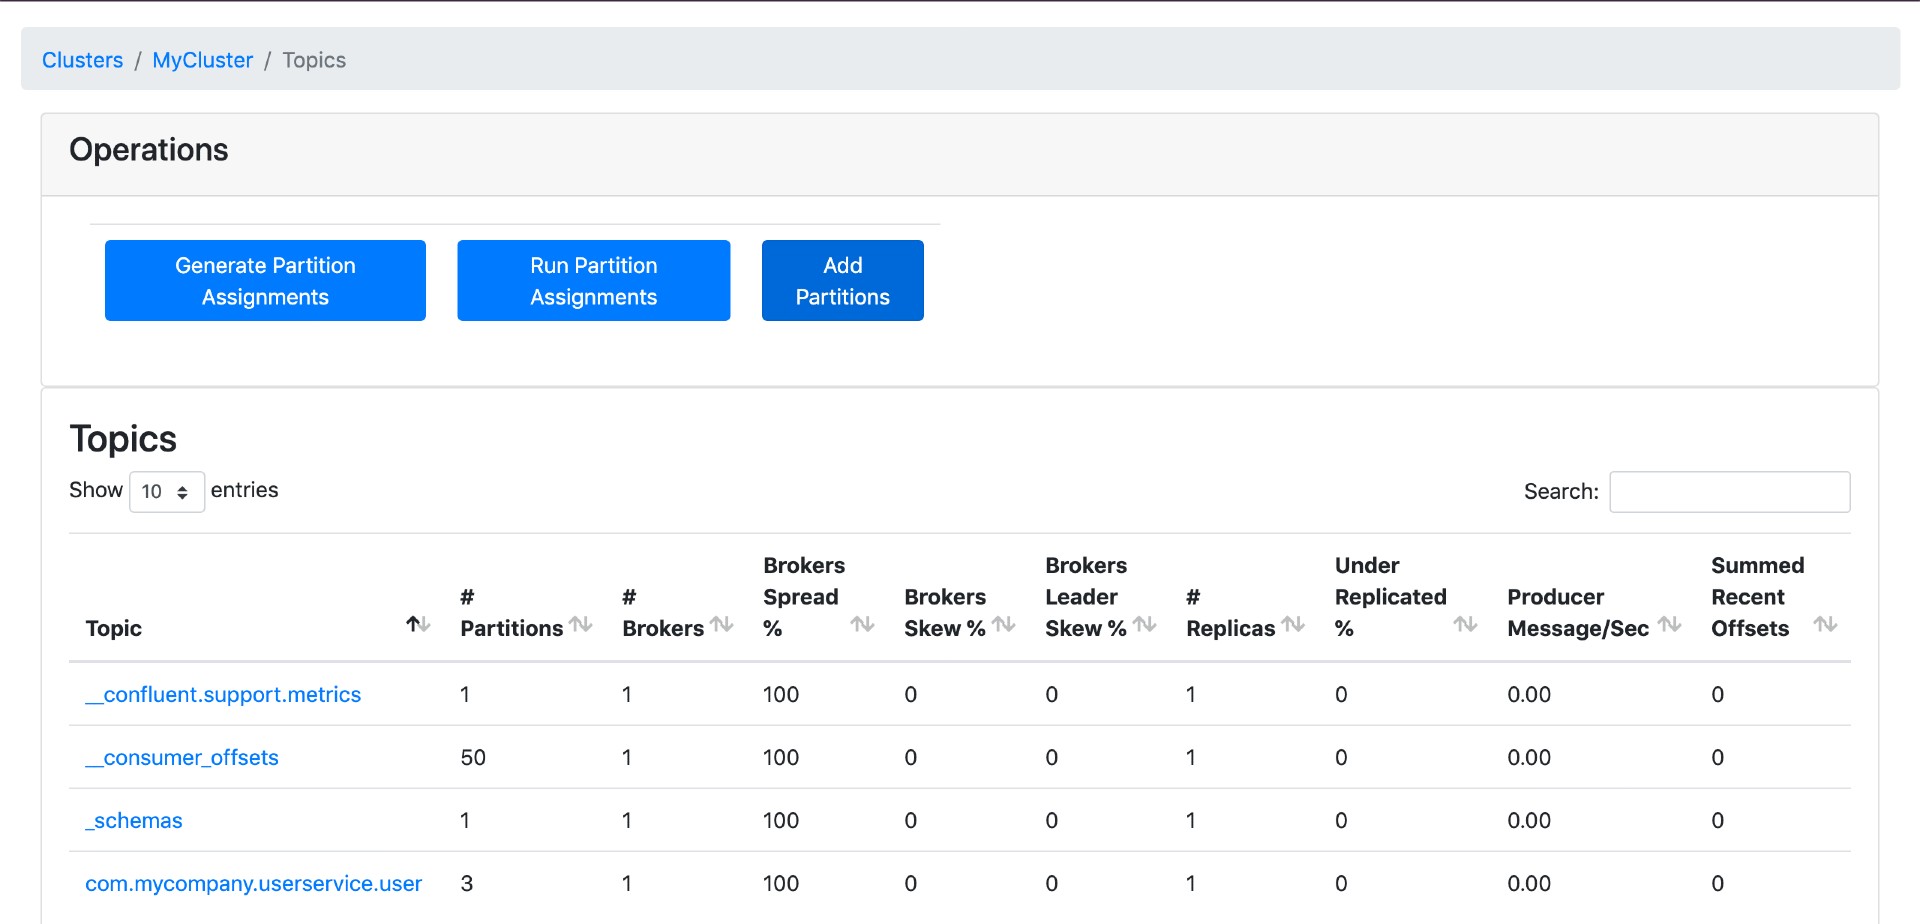 Clusters / MyCluster / Topics
Operations
Generate Partition Assignments
Run Partition Assignments
Add Partitions
Topics
Show 10 entries
Search:
Topic # Partitions # Brokers Brokers Spread % Brokers Skew % Brokers Leader Skew % # Replicas Under Replicated % Producer Message/Sec Summed Recent Offsets
__confluent.support.metrics 1 1 100 0 0 1 0 0.00 0
__consumer_offsets 50 1 100 0 0 1 0 0.00 0
_schemas 1 1 100 0 0 1 0 0.00 0
com.mycompany.userservice.user 3 1 100 0 0 1 0 0.00 0